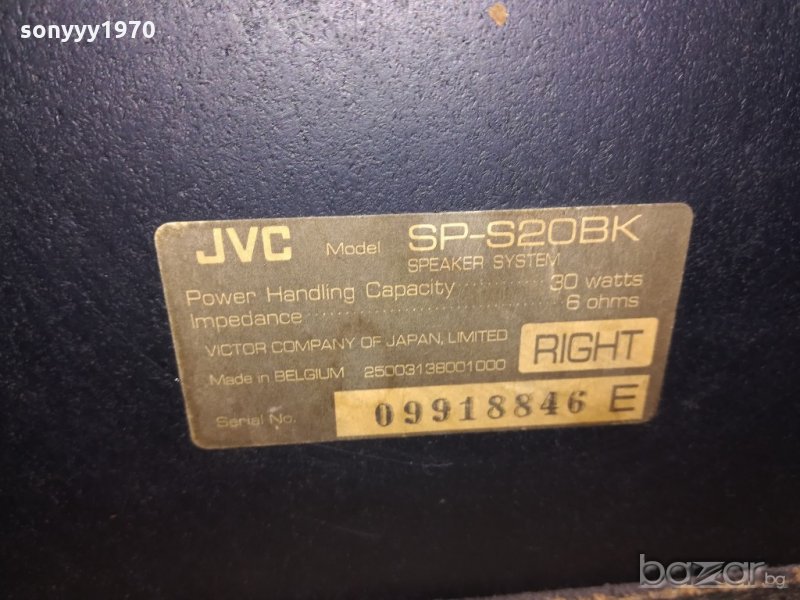 sonyyy1970
JVC Model SP-S20BK
SPEAKER SYSTEM
Power Handling Capacity 30 watts
Impedance 6 ohms
VICTOR COMPANY OF JAPAN, LIMITED
RIGHT
Made in BELGIUM 25003138001000
Serial No. 09918846 E
bazar.bg